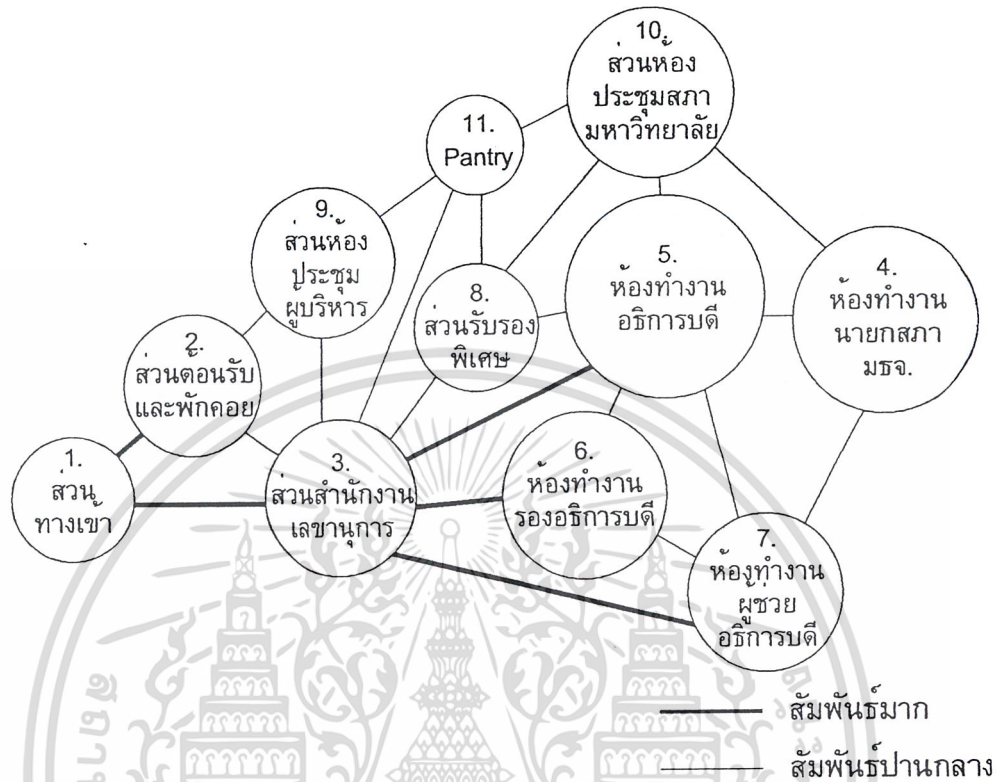 10.
ส่วนห้อง
ประชุมสภา
มหาวิทยาลัย
11.
Pantry
9.
ส่วนห้อง
ประชุม
ผู้บริหาร
5.
ห้องทำงาน
อธิการบดี
4.
ห้องทำงาน
นายกสภา
มธจ.
8.
ส่วนรับรอง
พิเศษ
2.
ส่วนต้อนรับ
และพักคอย
1.
ส่วน
ทางเข้า
3.
ส่วนสำนักงาน
เลขานุการ
6.
ห้องทำงาน
รองอธิการบดี
7.
ห้องทำงาน
ผู้ช่วย
อธิการบดี
สัมพันธ์มาก
สัมพันธ์ปานกลาง